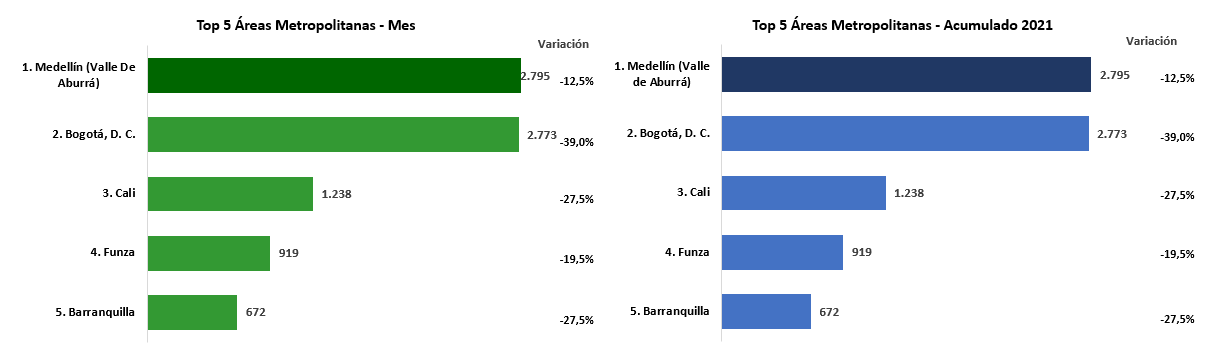 Top 5 Áreas Metropolitanas - Mes
Variación
1. Medellín (Valle De
Aburrá)
2.795
-12,5%
2. Bogotá, D. C.
2.773
-39,0%
3. Cali
1.238
-27,5%
4. Funza
919
-19,5%
5. Barranquilla
672
-27,5%
Top 5 Áreas Metropolitanas - Acumulado 2021
Variación
1. Medellín (Valle
de Aburrá)
2.795
-12,5%
2. Bogotá, D. C.
2.773
-39,0%
3. Cali
1.238
-27,5%
4. Funza
919
-19,5%
5. Barranquilla
672
-27,5%